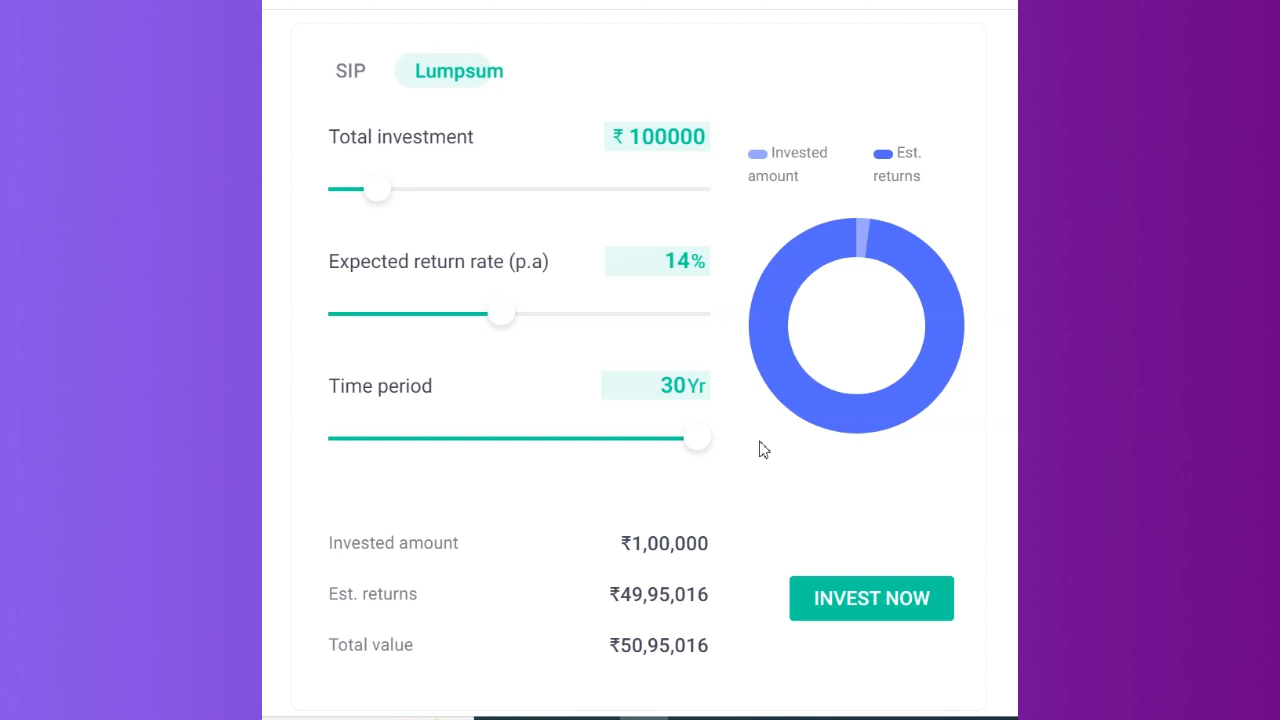 SIP Lumpsum
Total investment ₹ 100000
Invested amount
Est. returns
Expected return rate (p.a) 14%
Time period 30Yr
Invested amount ₹1,00,000
Est. returns ₹49,95,016
Total value ₹50,95,016
INVEST NOW